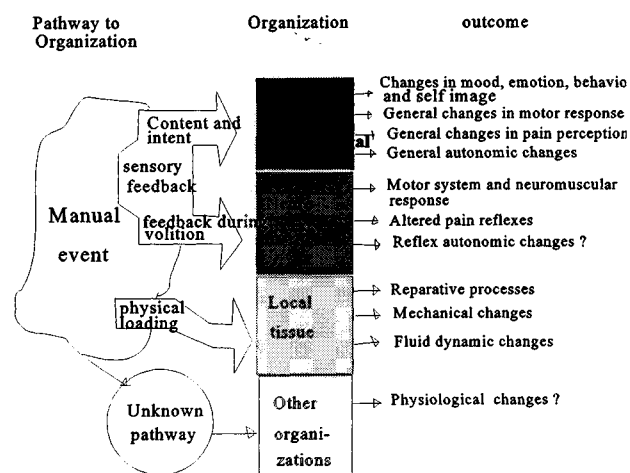 Pathway to
Organization
Organization
outcome
Changes in mood, emotion, behavio
and self image
General changes in motor response
General changes in pain perception
al
General autonomic changes
Content and
intent
sensory
feedback
Manual
event
feedback during
volition
Motor system and neuromuscular
response
Altered pain reflexes
Reflex autonomic changes ?
physical
loading
Local
tissue
Reparative processes
Mechanical changes
Fluid dynamic changes
Unknown
pathway
Other
organi-
zations
Physiological changes ?